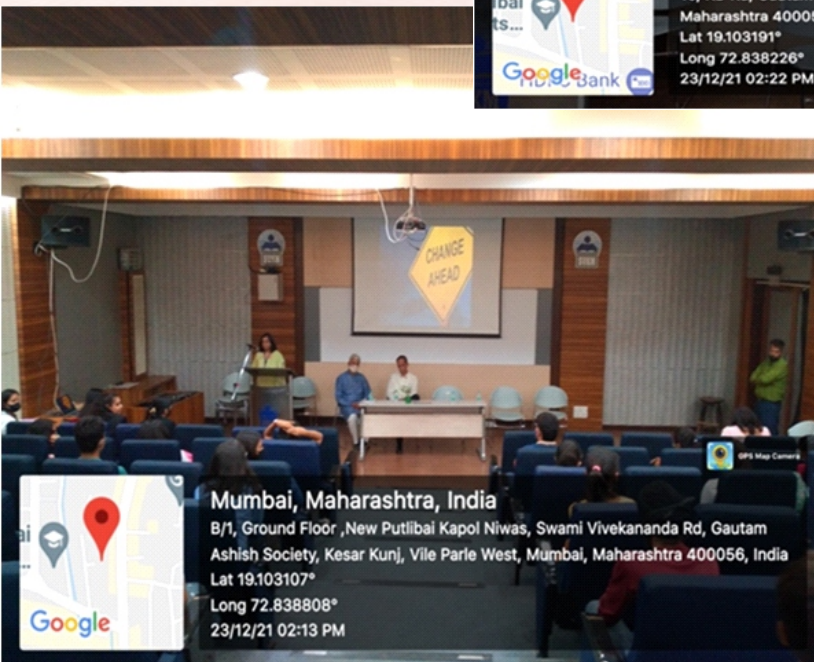 Maharashtra 40005
Lat 19.103191°
Long 72.838226°
23/12/21 02:22 PM
Google
Bank
CHANGE
AHEAD
GPS Map Camera
Mumbai, Maharashtra, India
B/1, Ground Floor ,New Putlibai Kapol Niwas, Swami Vivekananda Rd, Gautam
Ashish Society, Kesar Kunj, Vile Parle West, Mumbai, Maharashtra 400056, India
Lat 19.103107°
Long 72.838808°
23/12/21 02:13 PM
Google